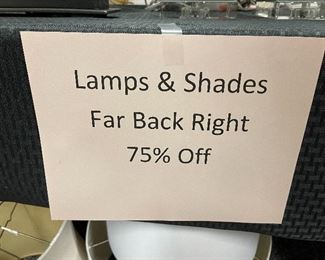 Lamps & Shades
Far Back Right
75% Off